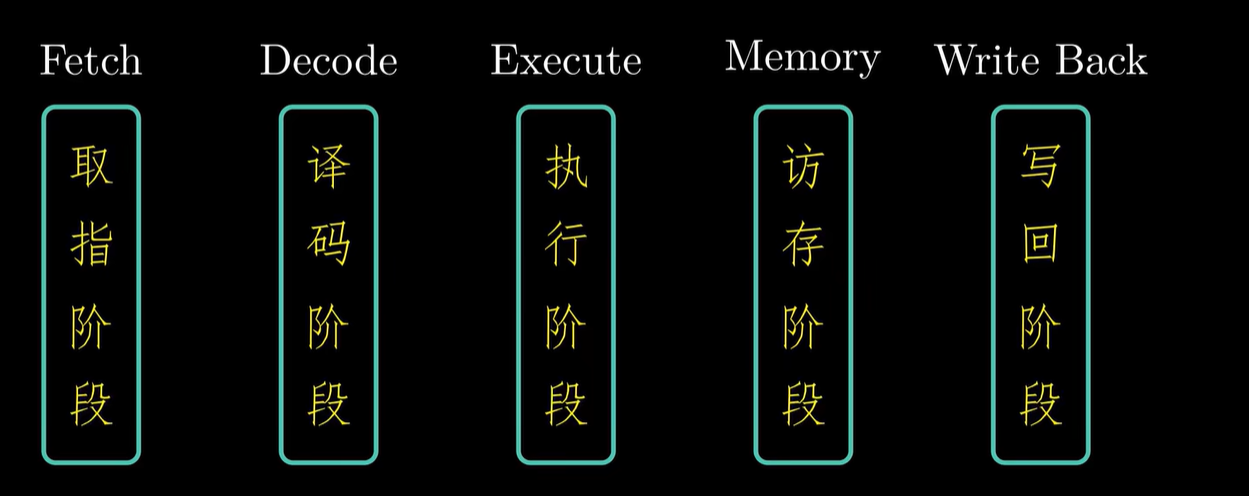 Fetch
Decode
Execute
Memory
Write Back
取指阶段
译码阶段
执行阶段
访存阶段
写回阶段